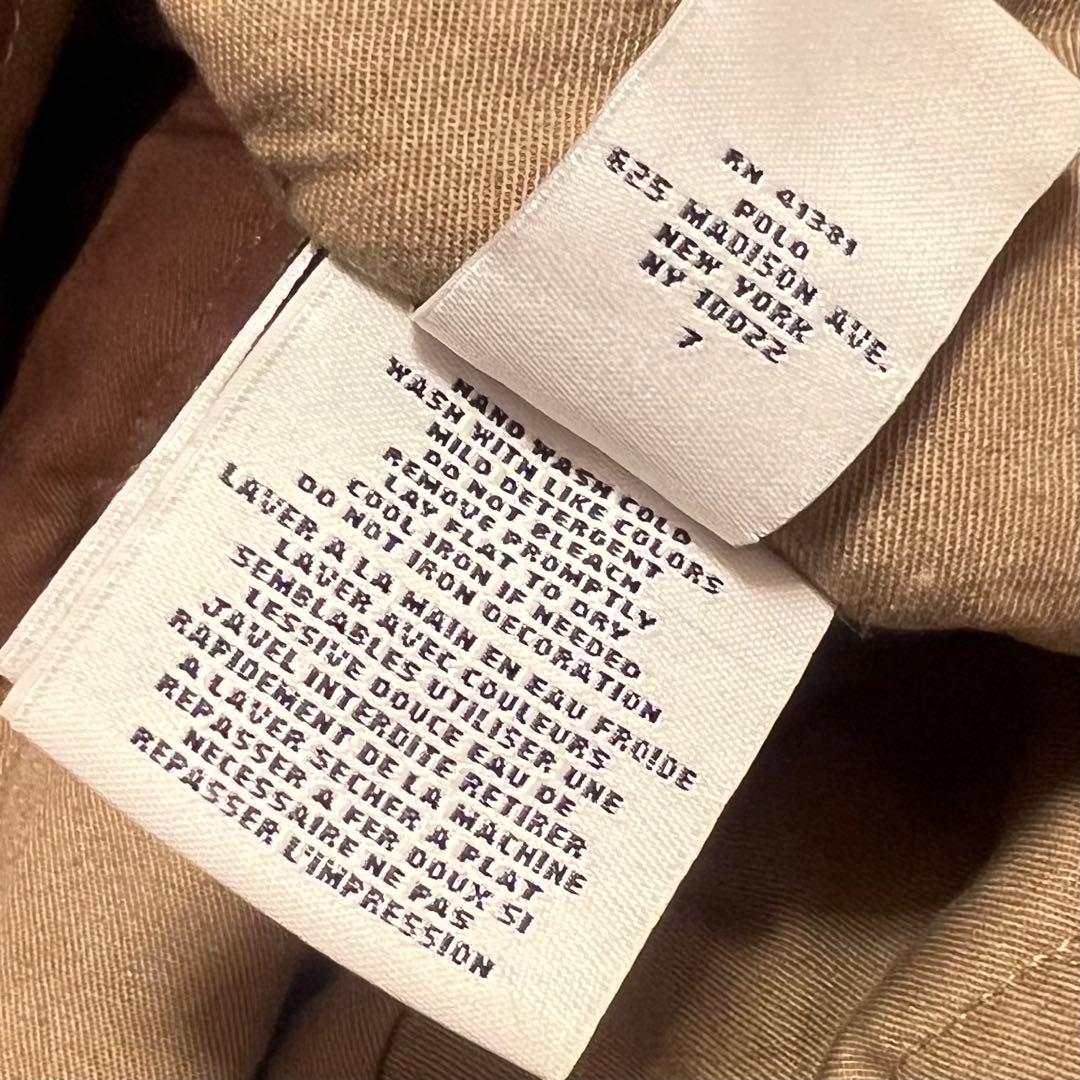 RN 41381
POLO
625 MADISON AVE.
NEW YORK
NY 10022
7
HAND WASH COLD
WASH WITH LIKE COLORS
MILD DETERGENT
DO NOT BLEACH
REMOVE PROMPTLY
LAY FLAT TO DRY
COOL IRON IF NEEDED
DO NOT IRON DECORATION
LAVER A LA MAIN EN EAU FROIDE
LAVER AVEC COULEURS
SEMBLABLES UTILISER UNE
LESSIVE DOUCE EAU DE
JAVEL INTERDITE RETIRER
RAPIDEMENT DE LA MACHINE
A LAVER SECHER A PLAT
REPASSER A FER DOUX SI
NECESSAIRE NE PAS
REPASSER L'IMPRESSION